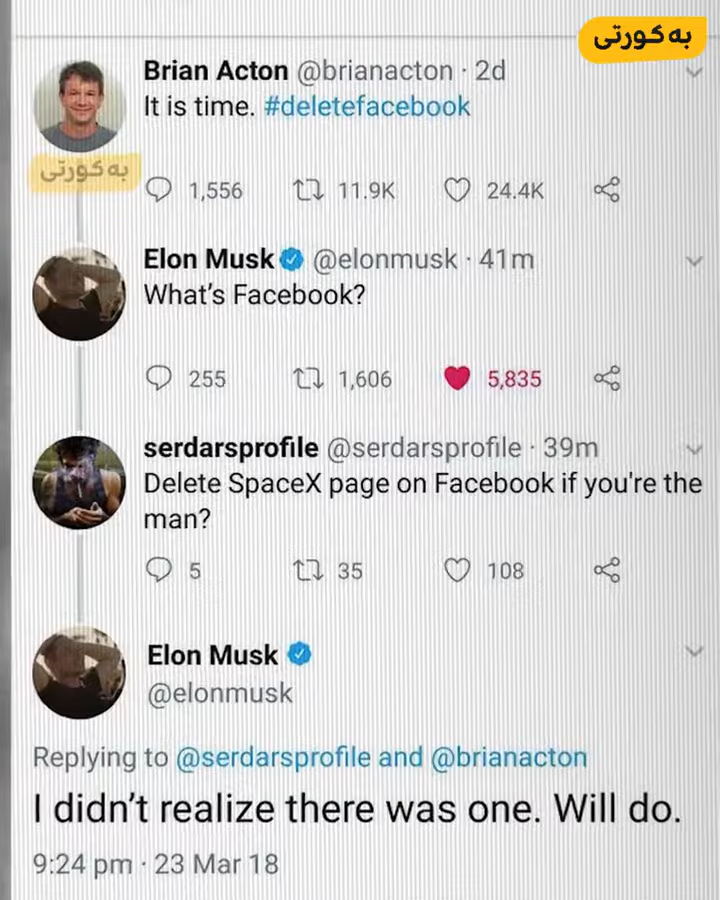 به کورتی
Brian Acton @brianacton · 2d
It is time. #deletefacebook
به کورتی
1,556 11.9K 24.4K
Elon Musk @elonmusk · 41m
What's Facebook?
255 1,606 5,835
serdarsprofile @serdarsprofile · 39m
Delete SpaceX page on Facebook if you're the
man?
5 35 108
Elon Musk
@elonmusk
Replying to @serdarsprofile and @brianacton
I didn't realize there was one. Will do.
9:24 pm · 23 Mar 18